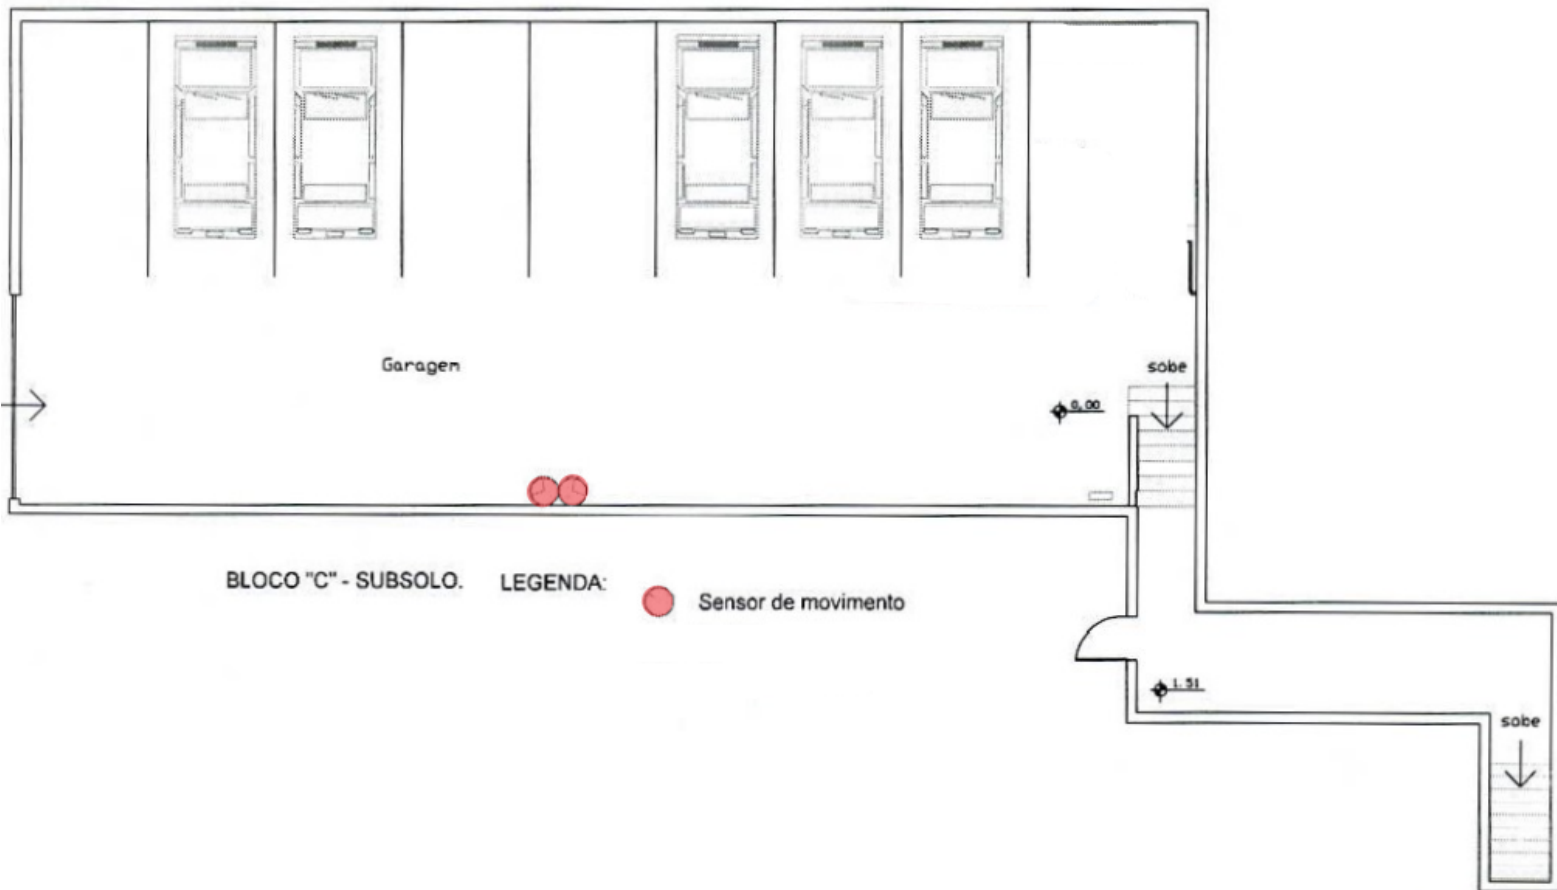 Garagem
sobe
0,00
BLOCO "C" - SUBSOLO.
LEGENDA:
Sensor de movimento
1.51
sobe